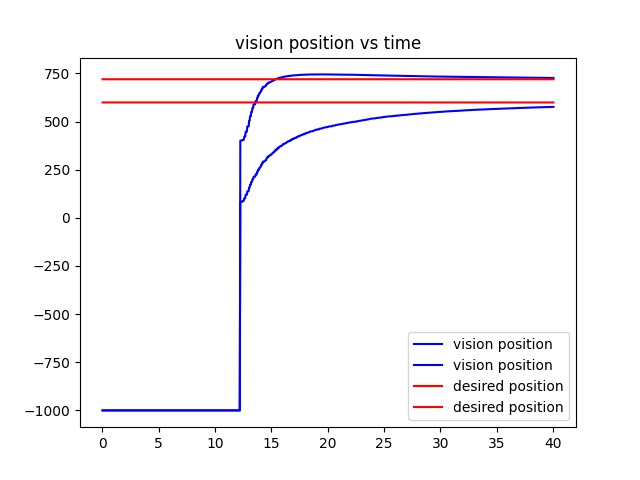 vision position vs time
750
500
250
0
−250
−500
−750
−1000
0 5 10 15 20 25 30 35 40
vision position
vision position
desired position
desired position